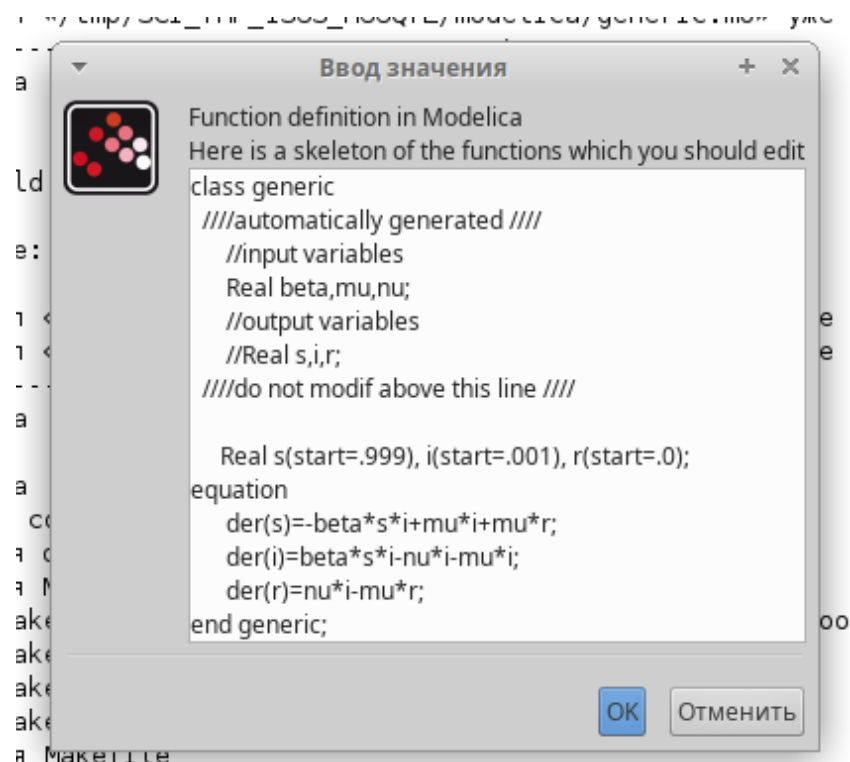 Ввод значения
Function definition in Modelica
Here is a skeleton of the functions which you should edit
class generic
////automatically generated ////
//input variables
Real beta,mu,nu;
//output variables
//Real s,i,r;
////do not modif above this line ////
Real s(start=.999), i(start=.001), r(start=.0);
equation
der(s)=-beta*s*i+mu*i+mu*r;
der(i)=beta*s*i-nu*i-mu*i;
der(r)=nu*i-mu*r;
end generic;
OK
Отменить